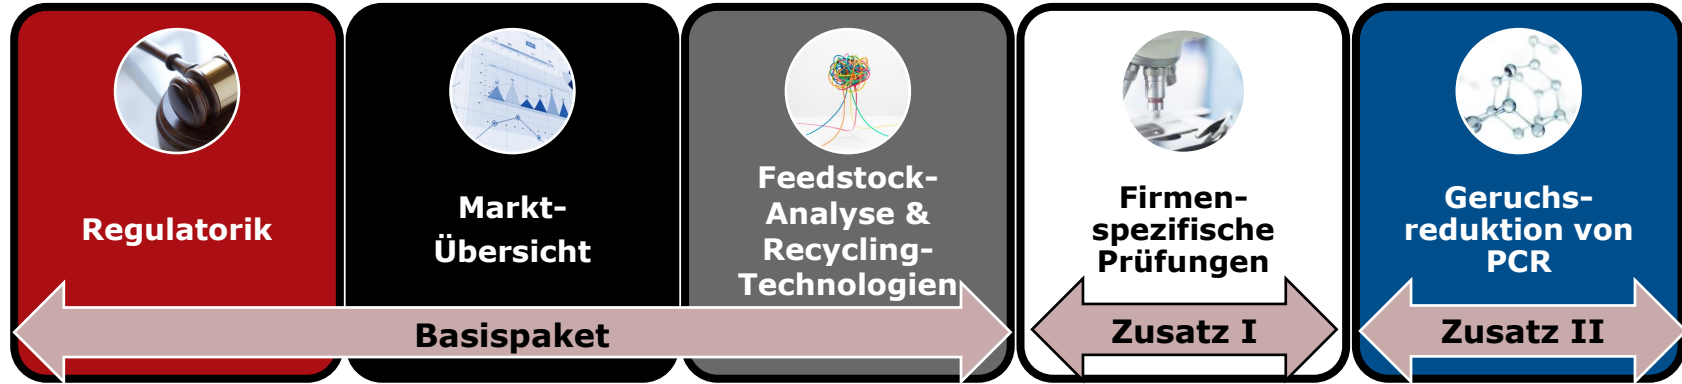 Regulatorik
Markt-
Übersicht
Feedstock-
Analyse &
Recycling-
Technologien
Firmen-
spezifische
Prüfungen
Geruchs-
reduktion von
PCR
Basispaket
Zusatz I
Zusatz II